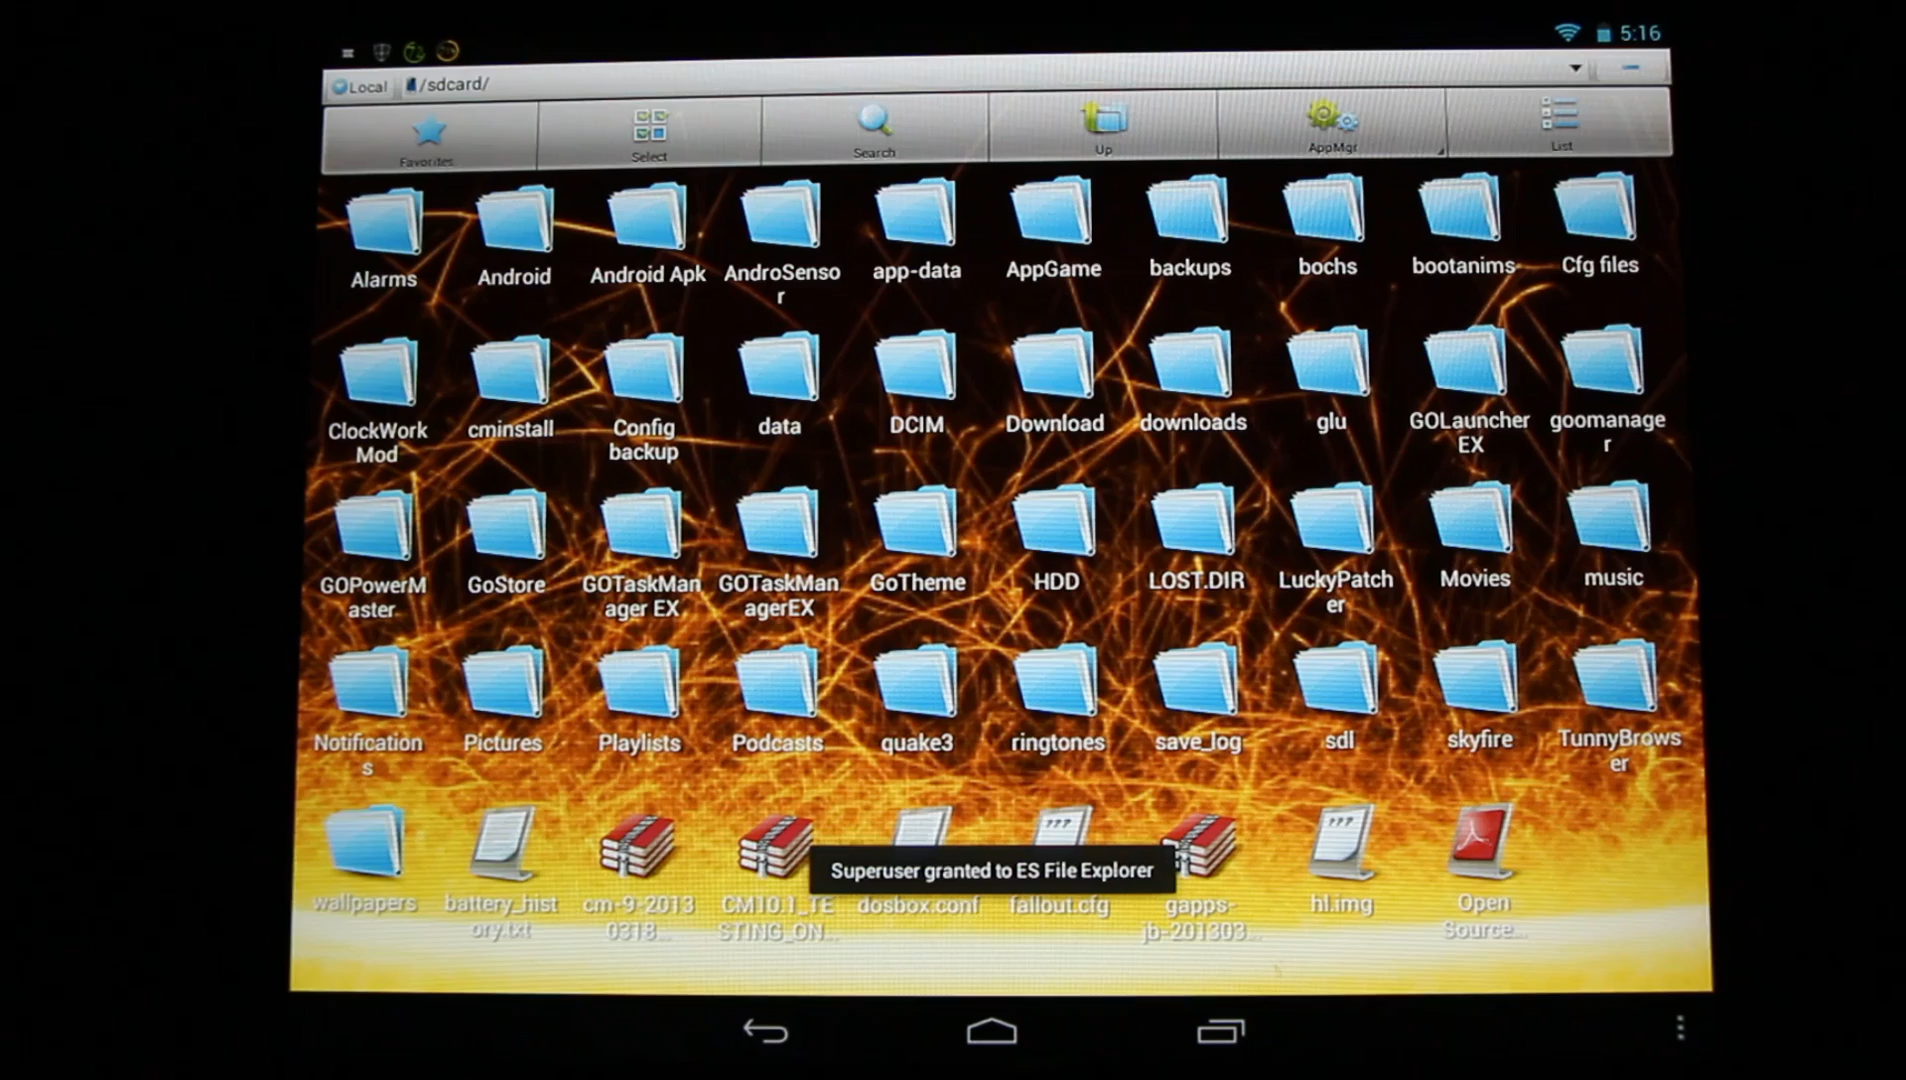 5:16
Local /sdcard/
Favorites Select Search Up AppMgr List
Alarms Android Android Apk AndroSenso app-data AppGame backups bochs bootanims Cfg files
r
ClockWork cminstall Config data DCIM Download downloads glu GOLauncher goomanage
Mod backup EX r
GOPowerM GoStore GOTaskMan GOTaskMan GoTheme HDD LOST.DIR LuckyPatch Movies music
aster ager EX agerEX er
Notification Pictures Playlists Podcasts quake3 ringtones save_log sdl skyfire TunnyBrows
s er
???
???
Superuser granted to ES File Explorer
wallpapers battery_hist cm-9-2013 CM10.1_TE dosbox.conf fallout.cfg gapps- hl.img Open
ory.txt 0318... STING_ON... jb-201303... Source...